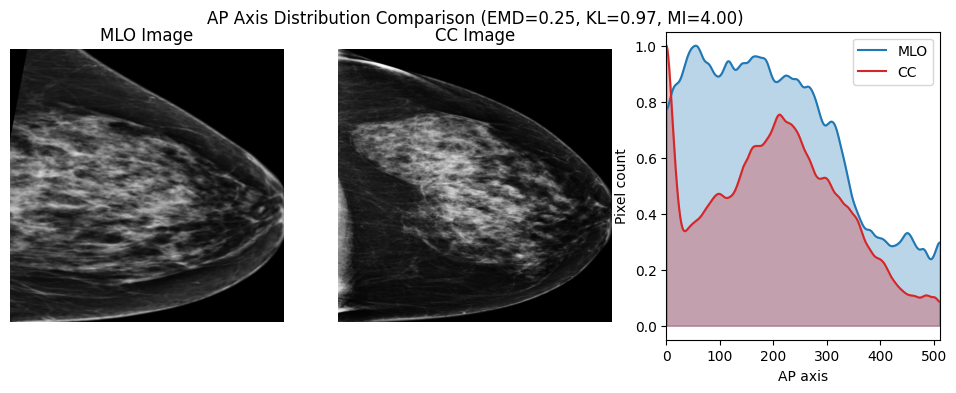 AP Axis Distribution Comparison (EMD=0.25, KL=0.97, MI=4.00)
MLO Image
CC Image
MLO
CC
1.0
0.8
0.6
0.4
0.2
0.0
Pixel count
0 100 200 300 400 500
AP axis